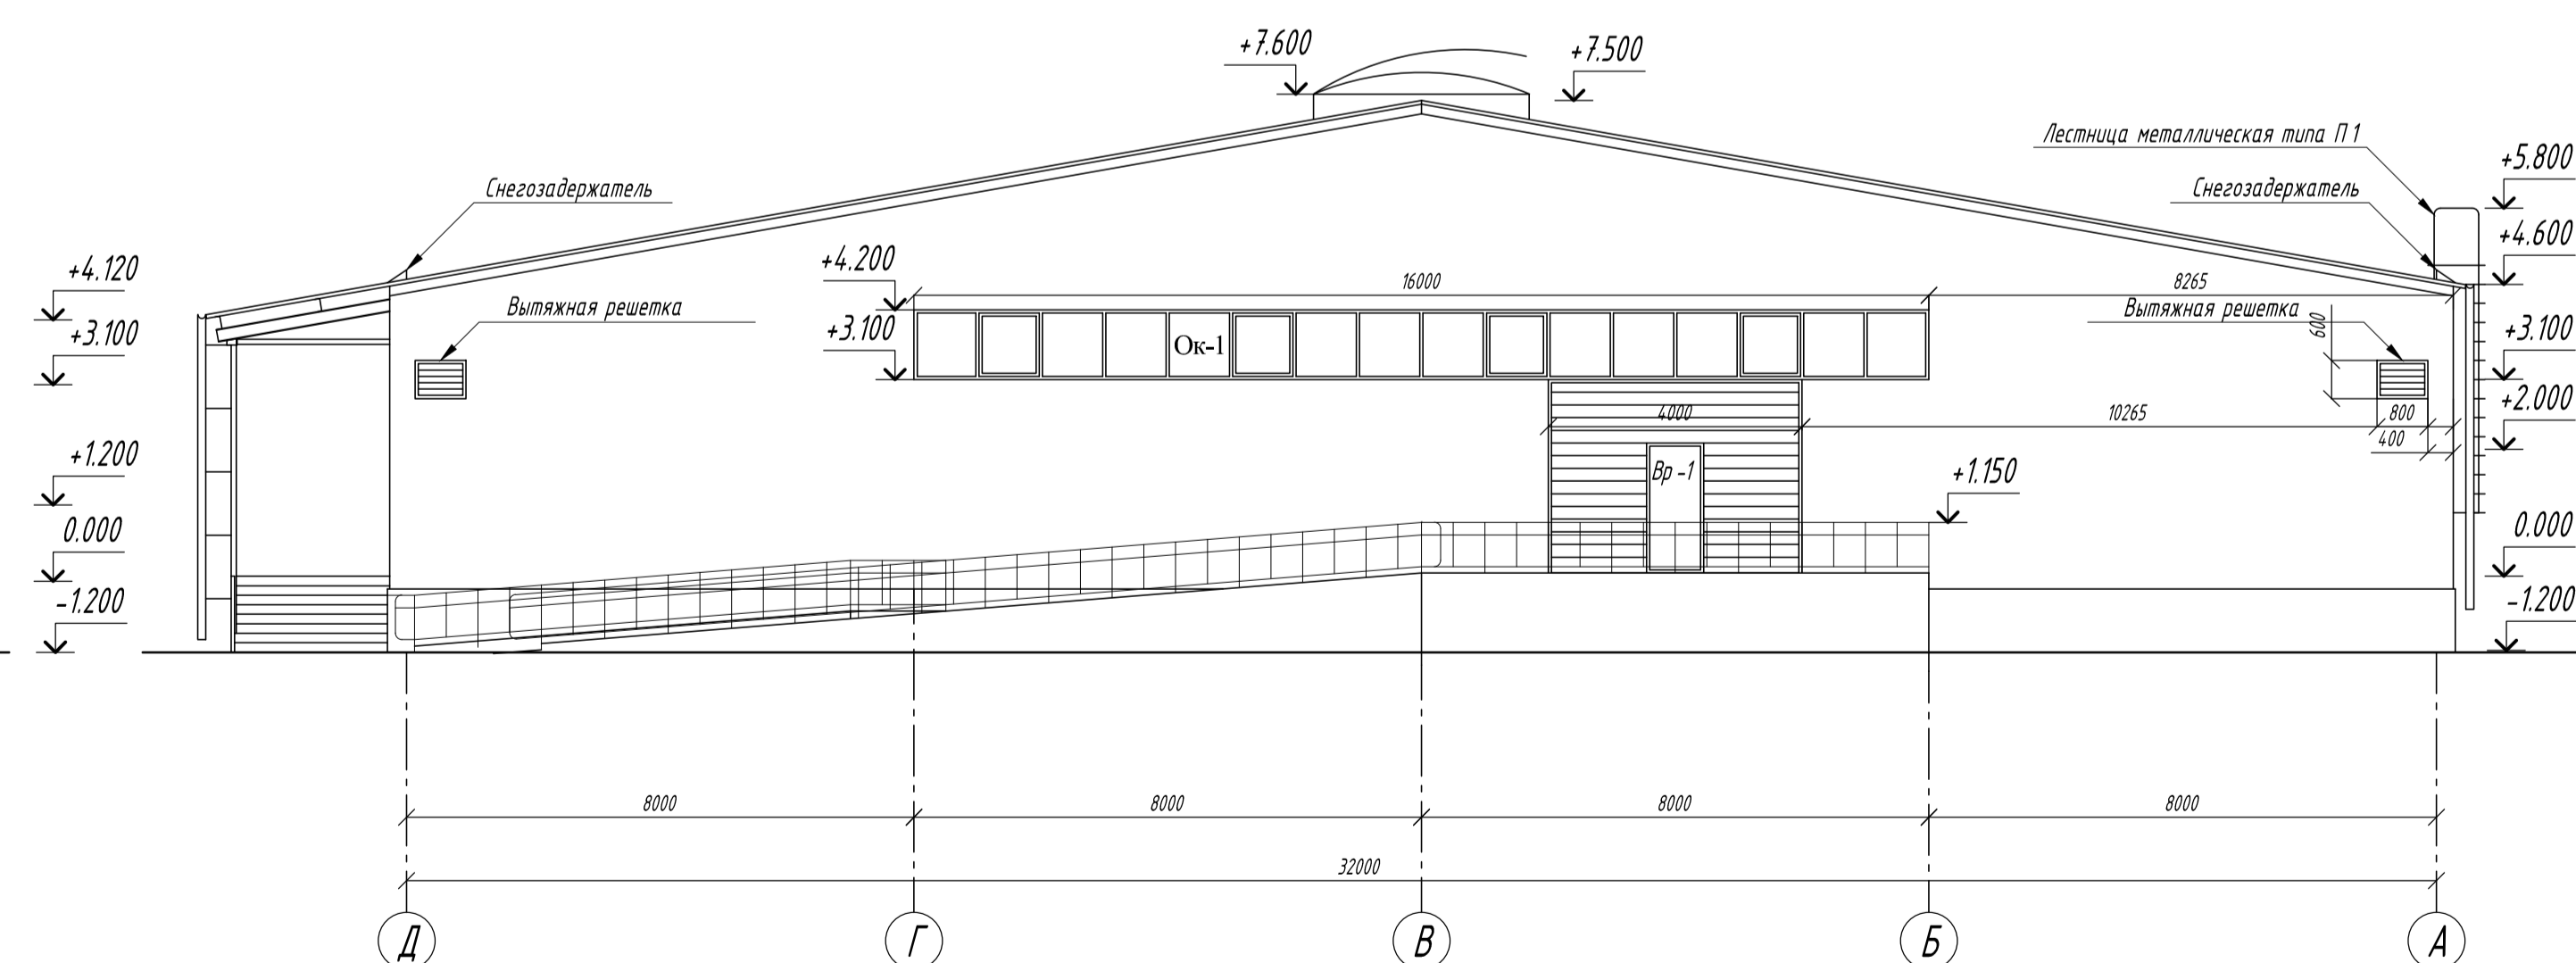 +7.600
+7.500
Лестница металлическая типа П 1
+5.800
Снегозадержатель
Снегозадержатель
+4.600
+4.120
+4.200
16000
8265
Вытяжная решетка
Вытяжная решетка
600
+3.100
+3.100
+3.100
Ок-1
+2.000
4000
10265
800
400
+1.200
Вр -1
+1.150
0.000
0.000
-1.200
-1.200
8000
8000
8000
8000
32000
Д
Г
В
Б
А